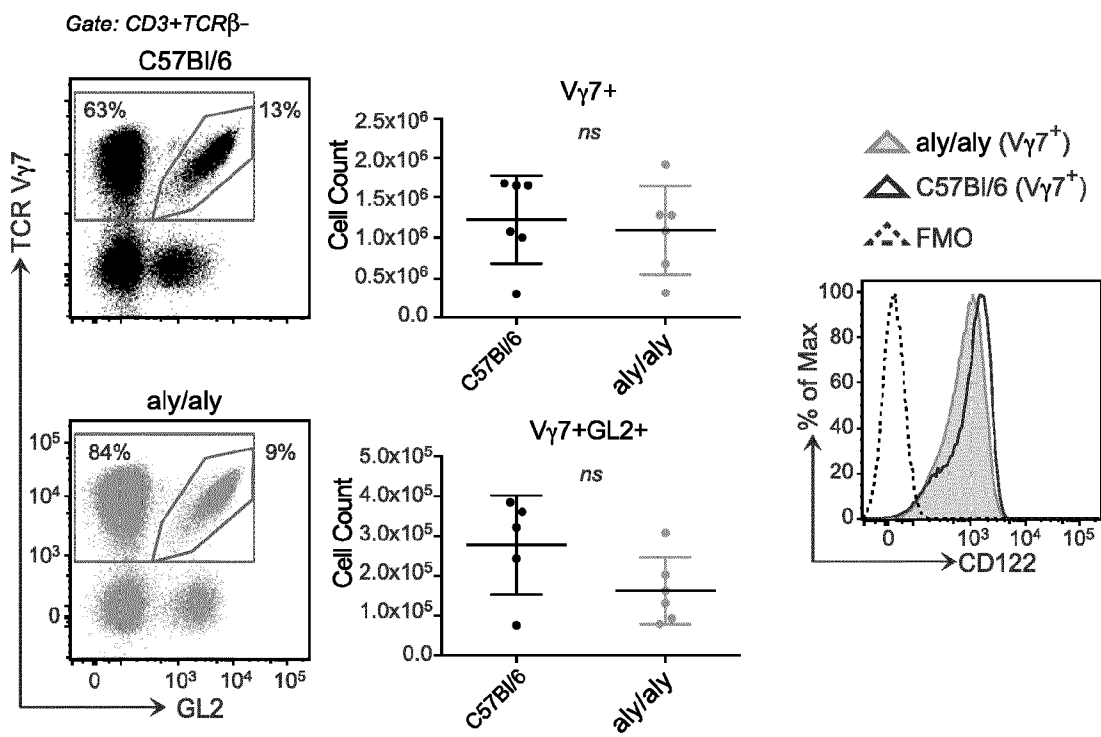 Gate: CD3+TCRβ-
C57Bl/6
63%
13%
TCR Vγ7
aly/aly
84%
9%
10⁵
10⁴
10³
0
0 10³ 10⁴ 10⁵
GL2
Vγ7+
ns
Cell Count
2.5x10⁶
2.0x10⁶
1.5x10⁶
1.0x10⁶
0.5x10⁶
0.0
C57Bl/6
aly/aly
Vγ7+GL2+
ns
Cell Count
5.0x10⁵
4.0x10⁵
3.0x10⁵
2.0x10⁵
1.0x10⁵
0.0
C57Bl/6
aly/aly
aly/aly (Vγ7⁺)
C57Bl/6 (Vγ7⁺)
FMO
% of Max
100
80
60
40
20
0
0 10³ 10⁴ 10⁵
CD122